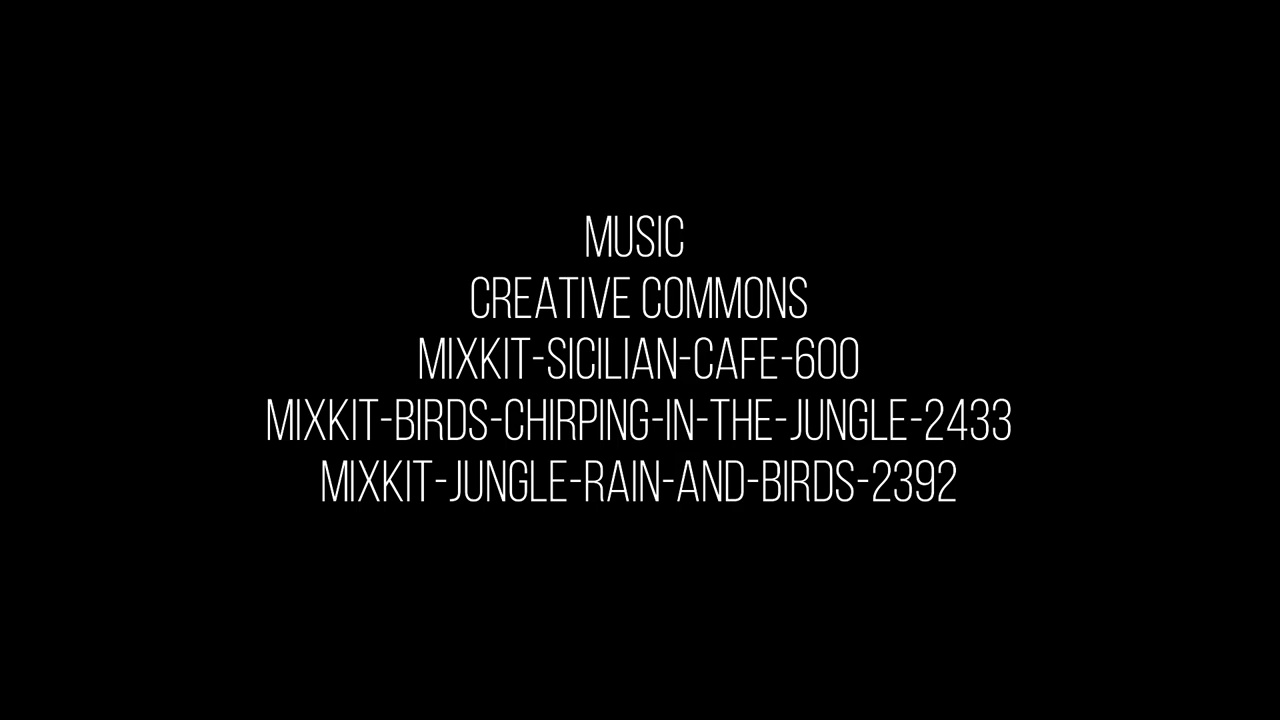 MUSIC
CREATIVE COMMONS
MIXKIT-SICILIAN-CAFE-600
MIXKIT-BIRDS-CHIRPING-IN-THE-JUNGLE-2433
MIXKIT-JUNGLE-RAIN-AND-BIRDS-2392